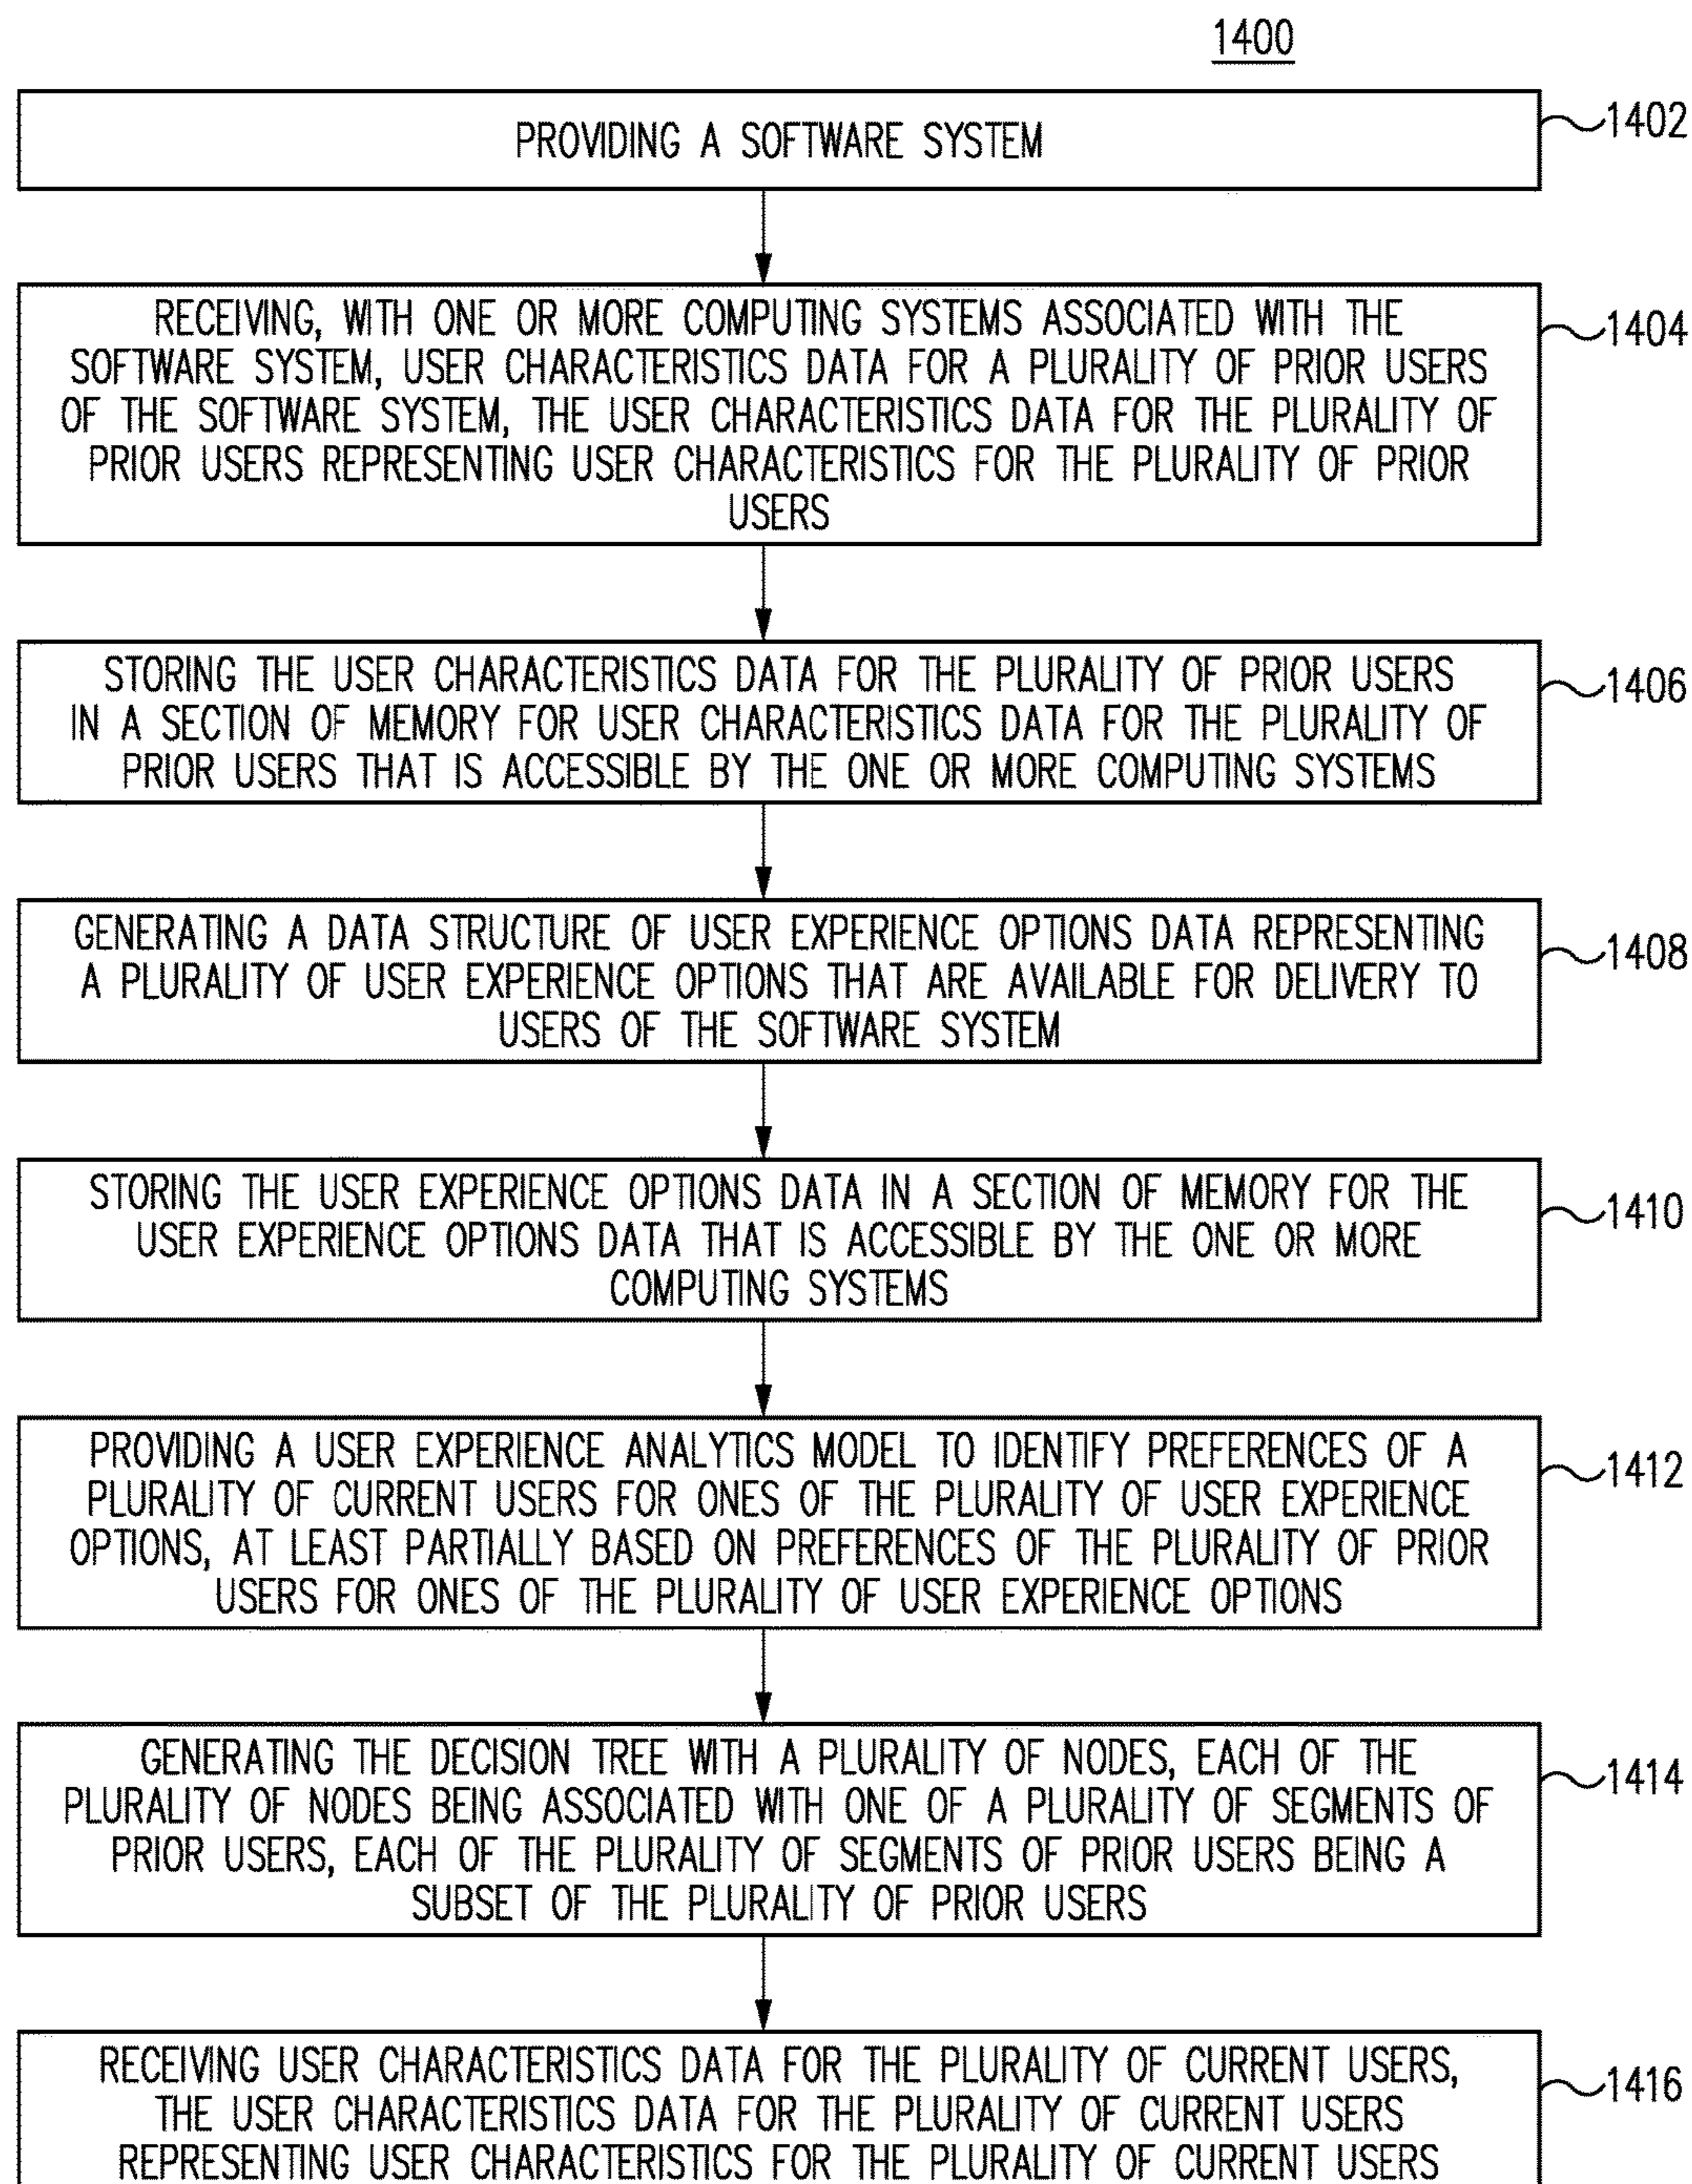 1400
PROVIDING A SOFTWARE SYSTEM
1402
RECEIVING, WITH ONE OR MORE COMPUTING SYSTEMS ASSOCIATED WITH THE
SOFTWARE SYSTEM, USER CHARACTERISTICS DATA FOR A PLURALITY OF PRIOR USERS
OF THE SOFTWARE SYSTEM, THE USER CHARACTERISTICS DATA FOR THE PLURALITY OF
PRIOR USERS REPRESENTING USER CHARACTERISTICS FOR THE PLURALITY OF PRIOR
USERS
1404
STORING THE USER CHARACTERISTICS DATA FOR THE PLURALITY OF PRIOR USERS
IN A SECTION OF MEMORY FOR USER CHARACTERISTICS DATA FOR THE PLURALITY OF
PRIOR USERS THAT IS ACCESSIBLE BY THE ONE OR MORE COMPUTING SYSTEMS
1406
GENERATING A DATA STRUCTURE OF USER EXPERIENCE OPTIONS DATA REPRESENTING
A PLURALITY OF USER EXPERIENCE OPTIONS THAT ARE AVAILABLE FOR DELIVERY TO
USERS OF THE SOFTWARE SYSTEM
1408
STORING THE USER EXPERIENCE OPTIONS DATA IN A SECTION OF MEMORY FOR THE
USER EXPERIENCE OPTIONS DATA THAT IS ACCESSIBLE BY THE ONE OR MORE
COMPUTING SYSTEMS
1410
PROVIDING A USER EXPERIENCE ANALYTICS MODEL TO IDENTIFY PREFERENCES OF A
PLURALITY OF CURRENT USERS FOR ONES OF THE PLURALITY OF USER EXPERIENCE
OPTIONS, AT LEAST PARTIALLY BASED ON PREFERENCES OF THE PLURALITY OF PRIOR
USERS FOR ONES OF THE PLURALITY OF USER EXPERIENCE OPTIONS
1412
GENERATING THE DECISION TREE WITH A PLURALITY OF NODES, EACH OF THE
PLURALITY OF NODES BEING ASSOCIATED WITH ONE OF A PLURALITY OF SEGMENTS OF
PRIOR USERS, EACH OF THE PLURALITY OF SEGMENTS OF PRIOR USERS BEING A
SUBSET OF THE PLURALITY OF PRIOR USERS
1414
RECEIVING USER CHARACTERISTICS DATA FOR THE PLURALITY OF CURRENT USERS,
THE USER CHARACTERISTICS DATA FOR THE PLURALITY OF CURRENT USERS
REPRESENTING USER CHARACTERISTICS FOR THE PLURALITY OF CURRENT USERS
1416